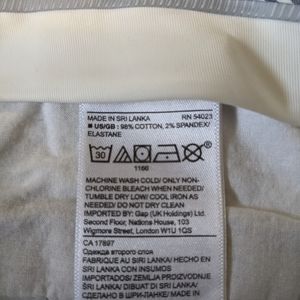 MADE IN SRI LANKA RN 54023
■ US/GB : 98% COTTON, 2% SPANDEX/
ELASTANE
30
1166
MACHINE WASH COLD/ ONLY NON-
CHLORINE BLEACH WHEN NEEDED/
TUMBLE DRY LOW/ COOL IRON AS
NEEDED/ DO NOT DRY CLEAN
IMPORTED BY: Gap (UK Holdings) Ltd.
Second Floor, Nations House, 103
Wigmore Street, London W1U 1QS
CA 17897
Одежда второго слоя
FABRIQUE AU SRI LANKA/ HECHO EN
SRI LANKA CON INSUMOS
IMPORTADOS/ ZEMLJA PROIZVODNJE
SRI LANKA/ DIBUAT DI SRI LANKA/
СДЕЛАНО В ШРИ-ЛАНКЕ/ MADE IN